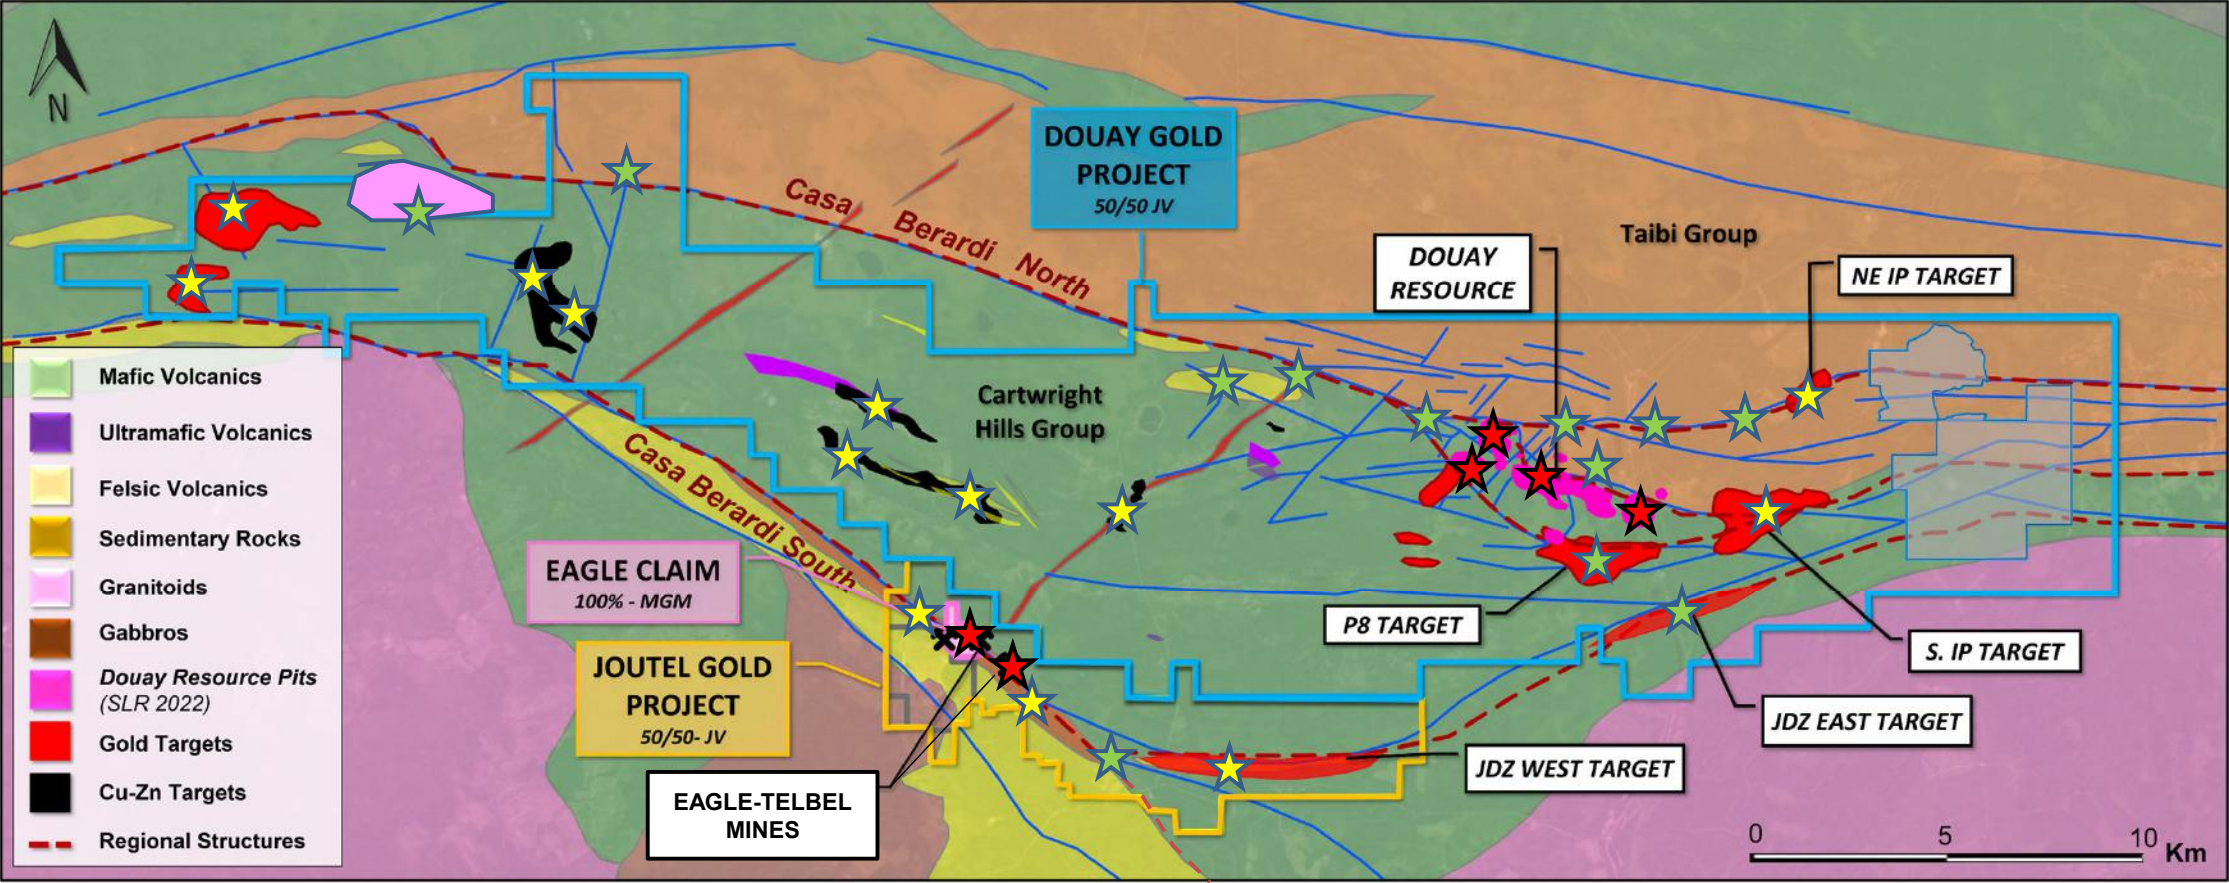 N
DOUAY GOLD
PROJECT
50/50 JV
Casa Berardi North
Taibi Group
DOUAY
RESOURCE
NE IP TARGET
Cartwright
Hills Group
Casa Berardi South
Mafic Volcanics
Ultramafic Volcanics
Felsic Volcanics
Sedimentary Rocks
Granitoids
Gabbros
Douay Resource Pits
(SLR 2022)
Gold Targets
Cu-Zn Targets
Regional Structures
EAGLE CLAIM
100% - MGM
JOUTEL GOLD
PROJECT
50/50- JV
EAGLE-TELBEL
MINES
P8 TARGET
S. IP TARGET
JDZ EAST TARGET
JDZ WEST TARGET
0 5 10 Km